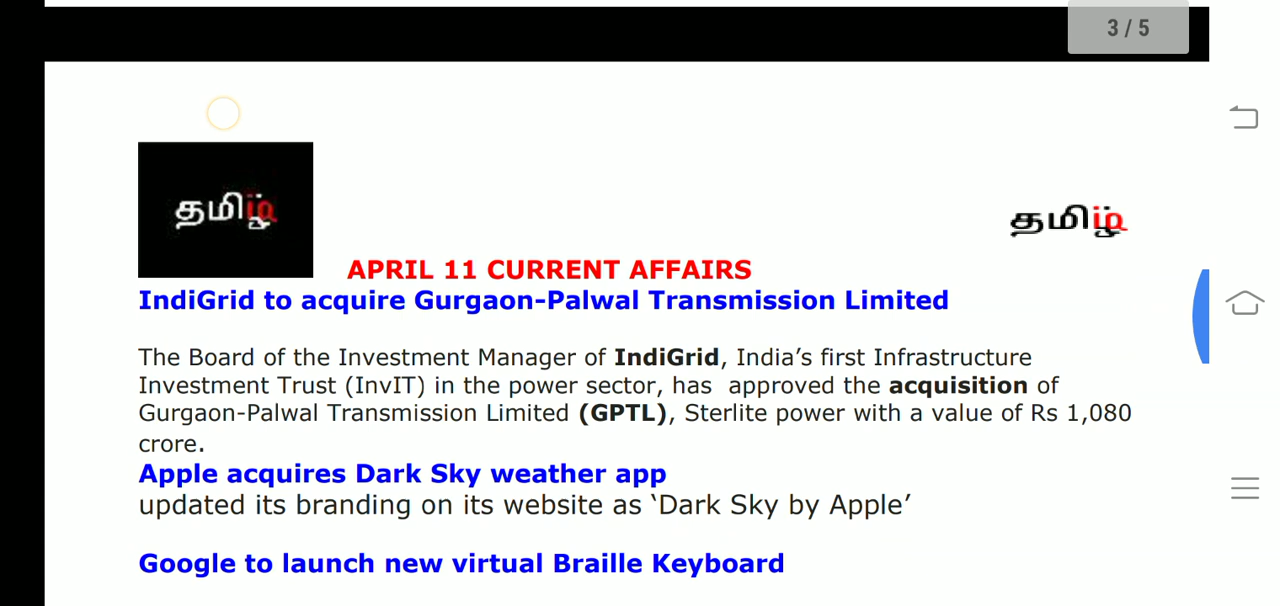 3 / 5
தமிழ்
தமிழ்
APRIL 11 CURRENT AFFAIRS
IndiGrid to acquire Gurgaon-Palwal Transmission Limited
The Board of the Investment Manager of IndiGrid, India’s first Infrastructure
Investment Trust (InvIT) in the power sector, has  approved the acquisition of
Gurgaon-Palwal Transmission Limited (GPTL), Sterlite power with a value of Rs 1,080
crore.
Apple acquires Dark Sky weather app
updated its branding on its website as ‘Dark Sky by Apple’
Google to launch new virtual Braille Keyboard